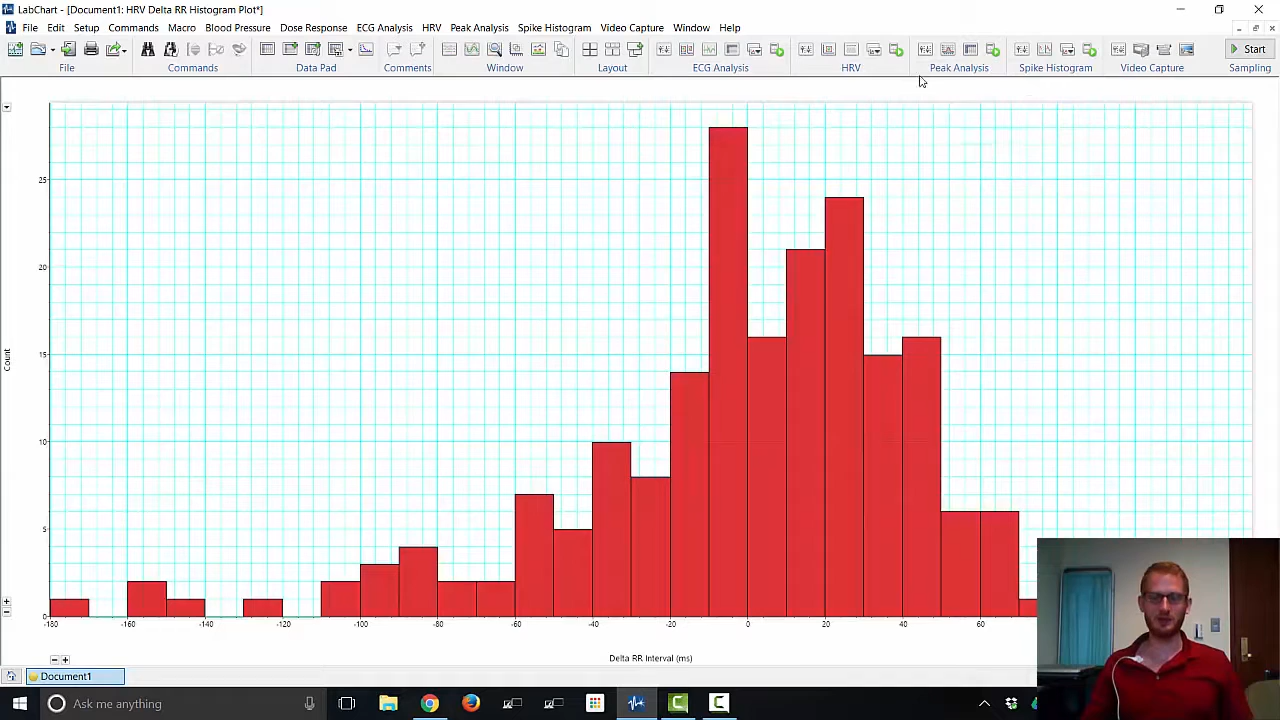 LabChart - [Document1: HRV Delta RR Histogram Plot*]
File Edit Setup Commands Macro Blood Pressure Dose Response ECG Analysis HRV Peak Analysis Spike Histogram Video Capture Window Help
Start
File Commands Data Pad Comments Window Layout ECG Analysis HRV Peak Analysis Spike Histogram Video Capture Sampling
25
20
15
10
5
0
Count
-180 -160 -140 -120 -100 -80 -60 -40 -20 0 20 40 60
Delta RR Interval (ms)
Document1
Ask me anything